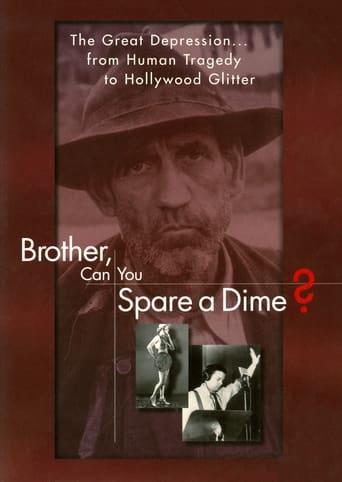 The Great Depression...
from Human Tragedy
to Hollywood Glitter
Brother,
Can You
Spare a Dime?